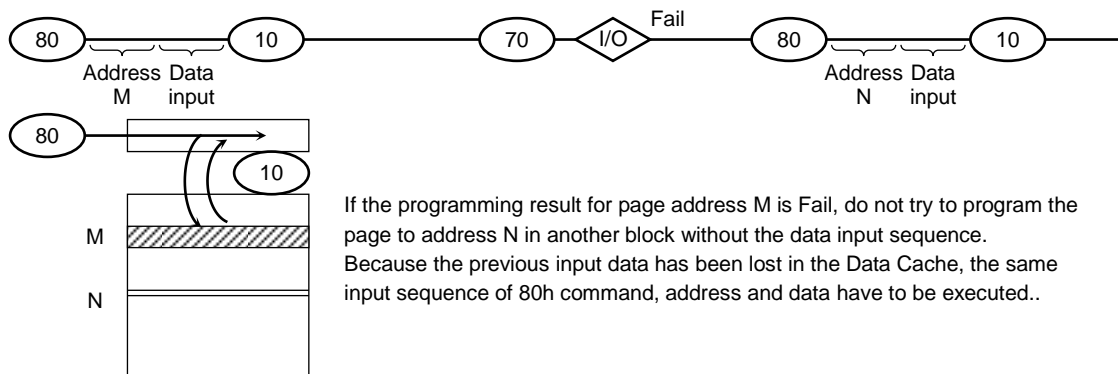 Fail
80 10 70 I/O 80 10
Address Data Address Data
M input N input
80
10
If the programming result for page address M is Fail, do not try to program the
M page to address N in another block without the data input sequence.
Because the previous input data has been lost in the Data Cache, the same
N input sequence of 80h command, address and data have to be executed..